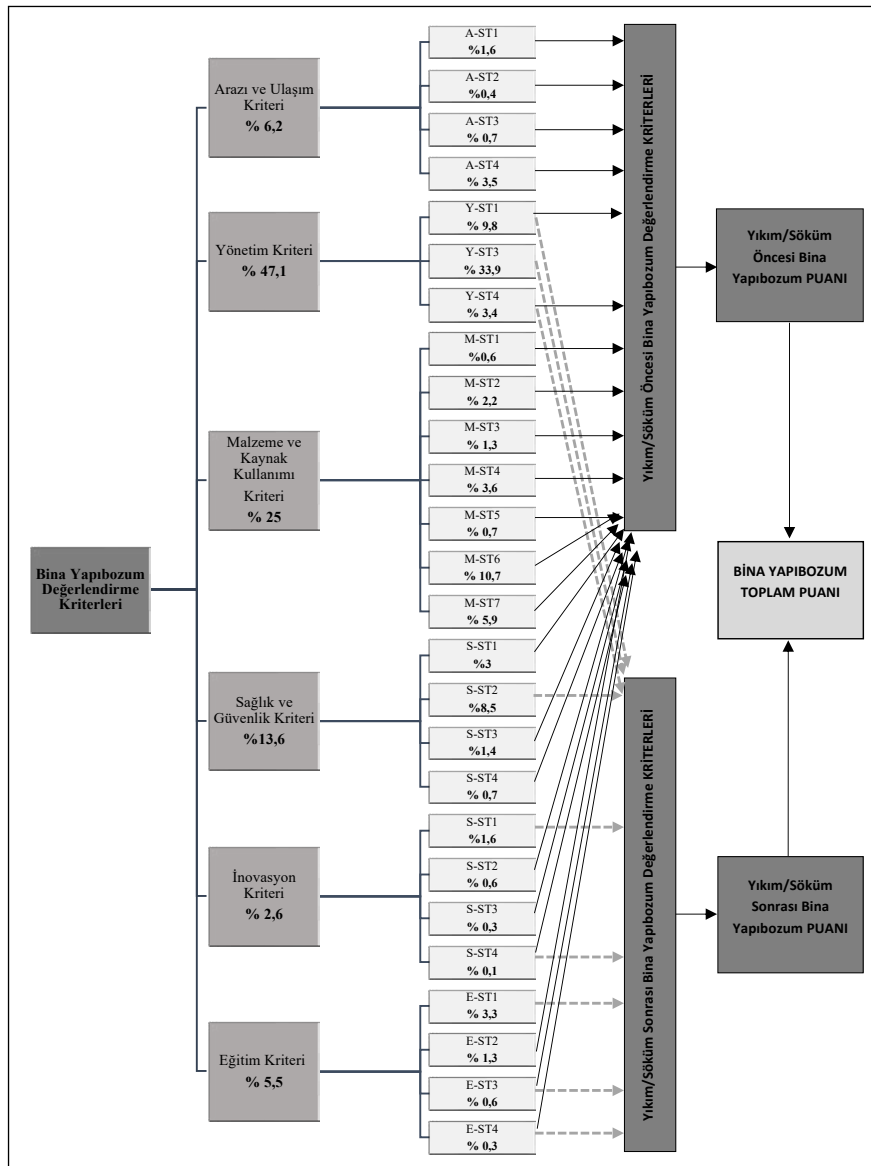 Bina Yapıbozum
Değerlendirme
Kriterleri
Arazı ve Ulaşım
Kriteri
% 6,2
A-ST1
%1,6
A-ST2
%0,4
A-ST3
% 0,7
A-ST4
% 3,5
Yönetim Kriteri
% 47,1
Y-ST1
% 9,8
Y-ST3
% 33,9
Y-ST4
% 3,4
Malzeme ve
Kaynak
Kullanımı
Kriteri
% 25
M-ST1
%0,6
M-ST2
% 2,2
M-ST3
% 1,3
M-ST4
% 3,6
M-ST5
% 0,7
M-ST6
% 10,7
M-ST7
% 5,9
Sağlık ve
Güvenlik Kriteri
%13,6
S-ST1
%3
S-ST2
%8,5
S-ST3
%1,4
S-ST4
% 0,7
İnovasyon
Kriteri
% 2,6
S-ST1
%1,6
S-ST2
% 0,6
S-ST3
% 0,3
S-ST4
% 0,1
Eğitim Kriteri
% 5,5
E-ST1
% 3,3
E-ST2
% 1,3
E-ST3
% 0,6
E-ST4
% 0,3
Yıkım/Söküm Öncesi Bina Yapıbozum Değerlendirme KRİTERLERİ
Yıkım/Söküm Sonrası Bina Yapıbozum Değerlendirme KRİTERLERİ
Yıkım/Söküm
Öncesi Bina
Yapıbozum PUANI
BİNA YAPIBOZUM
TOPLAM PUANI
Yıkım/Söküm
Sonrası Bina
Yapıbozum PUANI